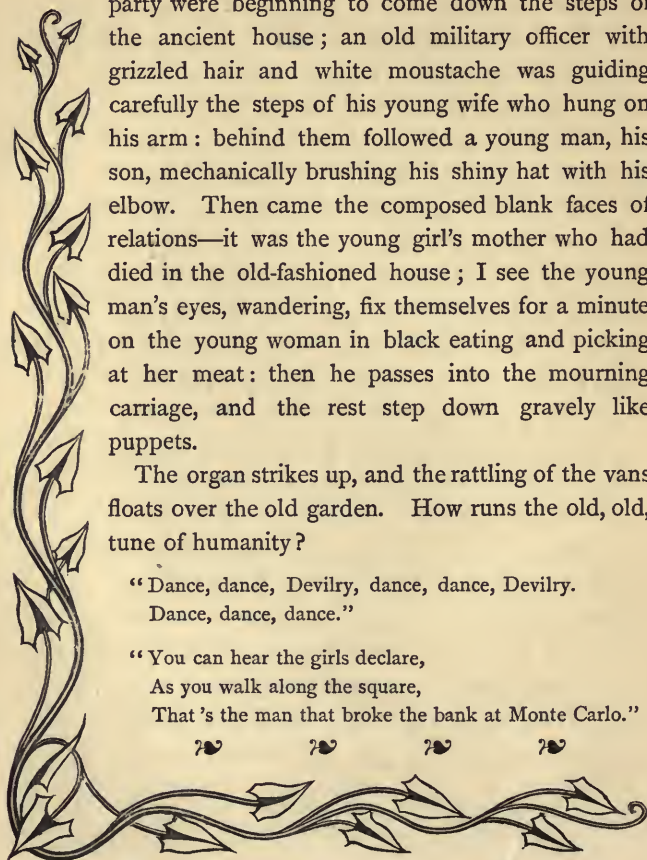 party were beginning to come down the steps of
the ancient house; an old military officer with
grizzled hair and white moustache was guiding
carefully the steps of his young wife who hung on
his arm: behind them followed a young man, his
son, mechanically brushing his shiny hat with his
elbow. Then came the composed blank faces of
relations—it was the young girl's mother who had
died in the old-fashioned house; I see the young
man's eyes, wandering, fix themselves for a minute
on the young woman in black eating and picking
at her meat: then he passes into the mourning
carriage, and the rest step down gravely like
puppets.
The organ strikes up, and the rattling of the vans
floats over the old garden. How runs the old, old,
tune of humanity?
"Dance, dance, Devilry, dance, dance, Devilry.
Dance, dance, dance."
"You can hear the girls declare,
As you walk along the square,
That's the man that broke the bank at Monte Carlo."